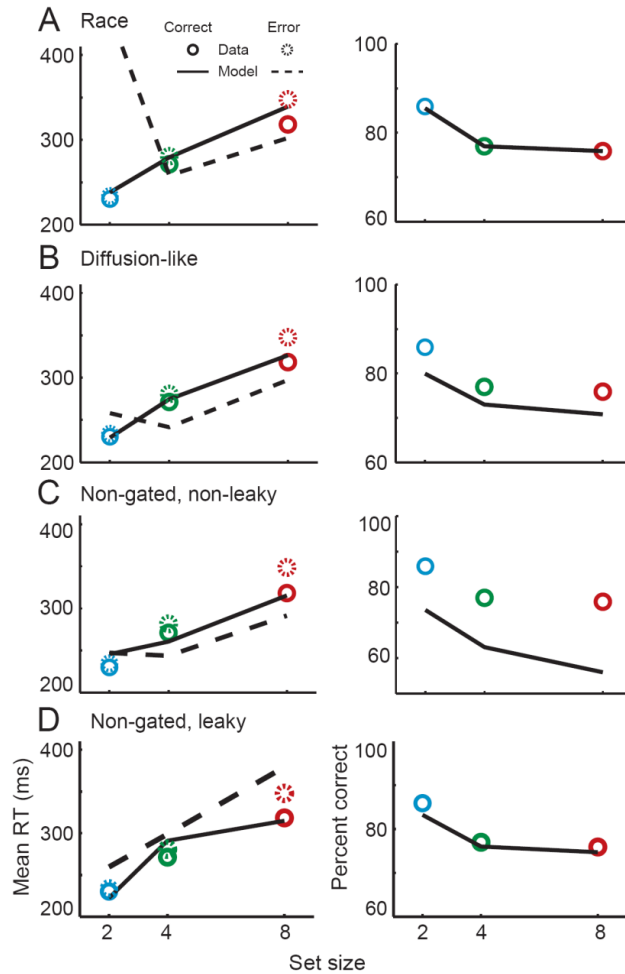 A Race
Correct Error
Data
Model
400
300
200
100
80
60
B Diffusion-like
400
300
200
100
80
60
C Non-gated, non-leaky
400
300
200
100
80
60
D Non-gated, leaky
400
300
200
Mean RT (ms)
2 4 8
100
80
60
Percent correct
2 4 8
Set size